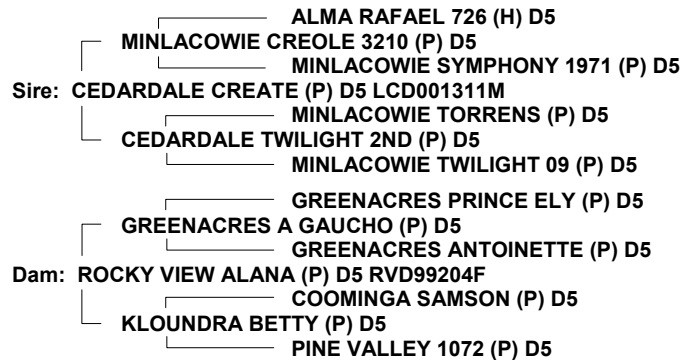 ALMA RAFAEL 726 (H) D5
MINLACOWIE CREOLE 3210 (P) D5
MINLACOWIE SYMPHONY 1971 (P) D5
Sire: CEDARDALE CREATE (P) D5 LCD001311M
MINLACOWIE TORRENS (P) D5
CEDARDALE TWILIGHT 2ND (P) D5
MINLACOWIE TWILIGHT 09 (P) D5
GREENACRES PRINCE ELY (P) D5
GREENACRES A GAUCHO (P) D5
GREENACRES ANTOINETTE (P) D5
Dam: ROCKY VIEW ALANA (P) D5 RVD99204F
COOMINGA SAMSON (P) D5
KLOUNDRA BETTY (P) D5
PINE VALLEY 1072 (P) D5